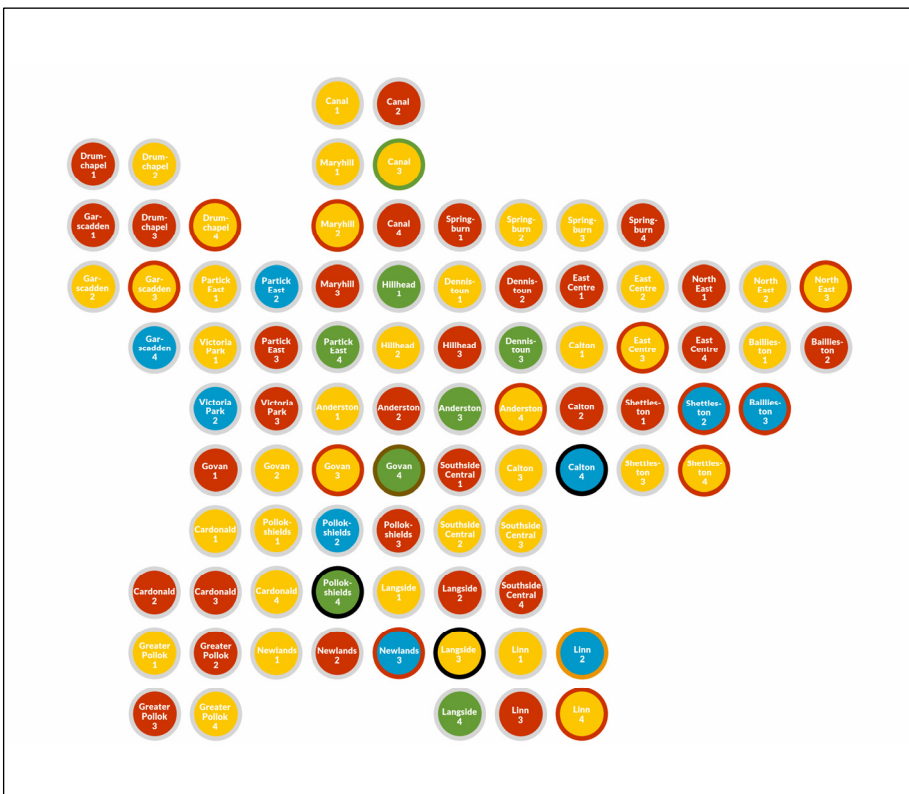 Canal
1
Canal
2
Drum-
chapel
1
Drum-
chapel
2
Maryhill
1
Canal
3
Gar-
scadden
1
Drum-
chapel
3
Drum-
chapel
4
Maryhill
2
Canal
4
Spring-
burn
1
Spring-
burn
2
Spring-
burn
3
Spring-
burn
4
Gar-
scadden
2
Gar-
scadden
3
Partick
East
1
Partick
East
2
Maryhill
3
Hillhead
1
Dennis-
toun
1
Dennis-
toun
2
East
Centre
1
East
Centre
2
North
East
1
North
East
2
North
East
3
Gar-
scadden
4
Victoria
Park
1
Partick
East
3
Partick
East
4
Hillhead
2
Hillhead
3
Dennis-
toun
3
Calton
1
East
Centre
3
East
Centre
4
Baillies-
ton
1
Baillies-
ton
2
Victoria
Park
2
Victoria
Park
3
Anderston
1
Anderston
2
Anderston
3
Anderston
4
Calton
2
Shettles-
ton
1
Shettles-
ton
2
Baillies-
ton
3
Govan
1
Govan
2
Govan
3
Govan
4
Southside
Central
1
Calton
3
Calton
4
Shettles-
ton
3
Shettles-
ton
4
Cardonald
1
Pollok-
shields
1
Pollok-
shields
2
Pollok-
shields
3
Southside
Central
2
Southside
Central
3
Cardonald
2
Cardonald
3
Cardonald
4
Pollok-
shields
4
Langside
1
Langside
2
Southside
Central
4
Greater
Pollok
1
Greater
Pollok
2
Newlands
1
Newlands
2
Newlands
3
Langside
3
Linn
1
Linn
2
Greater
Pollok
3
Greater
Pollok
4
Langside
4
Linn
3
Linn
4